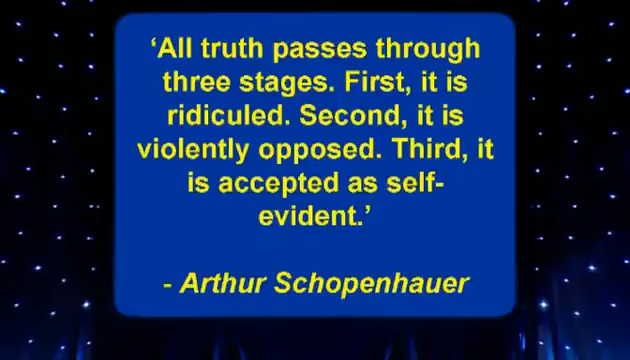 ‘All truth passes through
three stages. First, it is
ridiculed. Second, it is
violently opposed. Third, it
is accepted as self-
evident.’
- Arthur Schopenhauer